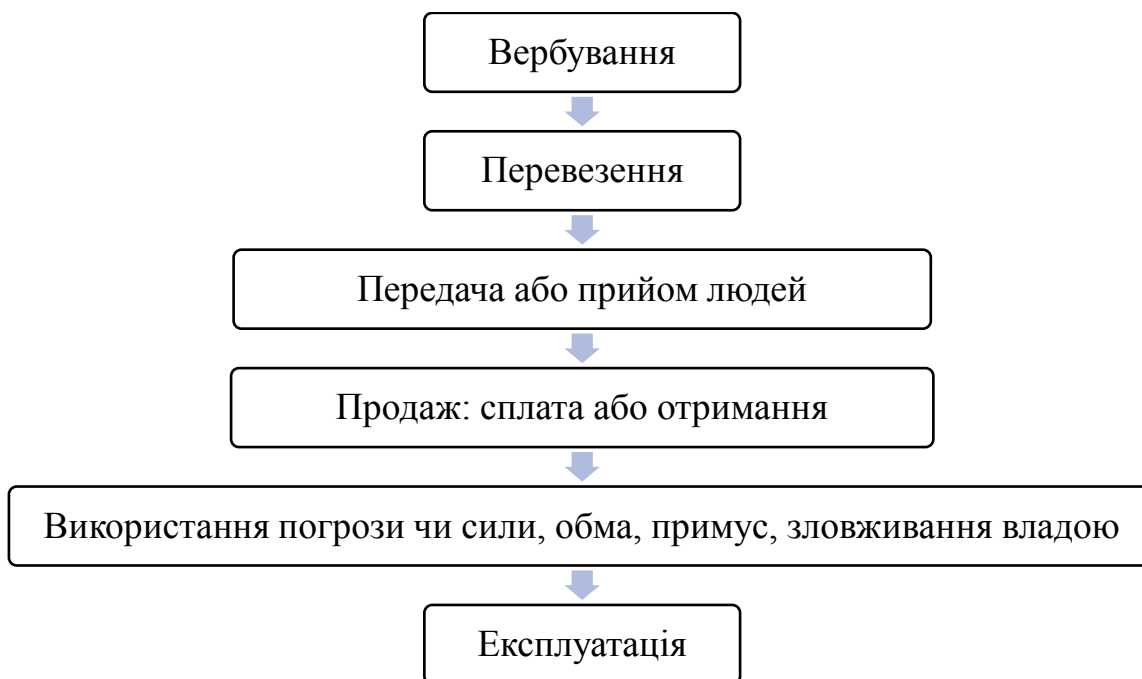 Вербування
Перевезення
Передача або прийом людей
Продаж: сплата або отримання
Використання погрози чи сили, обма, примус, зловживання владою
Експлуатація